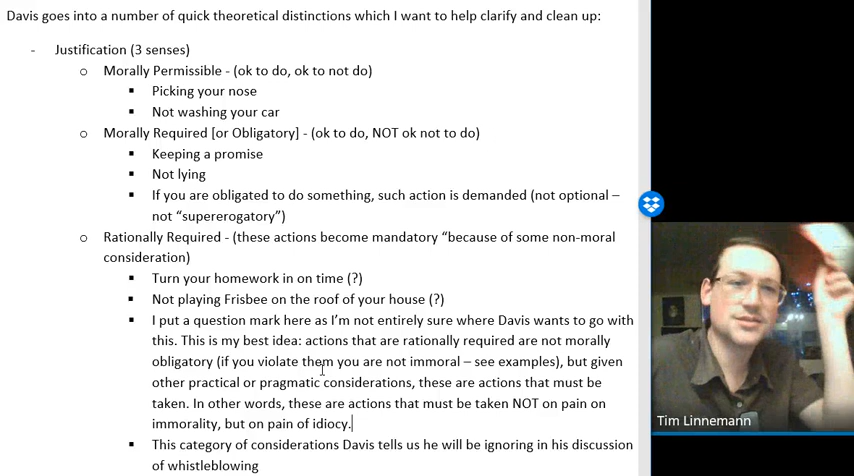 Davis goes into a number of quick theoretical distinctions which I want to help clarify and clean up:
- Justification (3 senses)
o Morally Permissible - (ok to do, ok to not do)
▪ Picking your nose
▪ Not washing your car
o Morally Required [or Obligatory] - (ok to do, NOT ok not to do)
▪ Keeping a promise
▪ Not lying
▪ If you are obligated to do something, such action is demanded (not optional –
not “supererogatory”)
o Rationally Required - (these actions become mandatory “because of some non-moral
consideration)
▪ Turn your homework in on time (?)
▪ Not playing Frisbee on the roof of your house (?)
▪ I put a question mark here as I’m not entirely sure where Davis wants to go with
this. This is my best idea: actions that are rationally required are not morally
obligatory (if you violate them you are not immoral – see examples), but given
other practical or pragmatic considerations, these are actions that must be
taken. In other words, these are actions that must be taken NOT on pain on
immorality, but on pain of idiocy.
▪ This category of considerations Davis tells us he will be ignoring in his discussion
of whistleblowing
Tim Linnemann